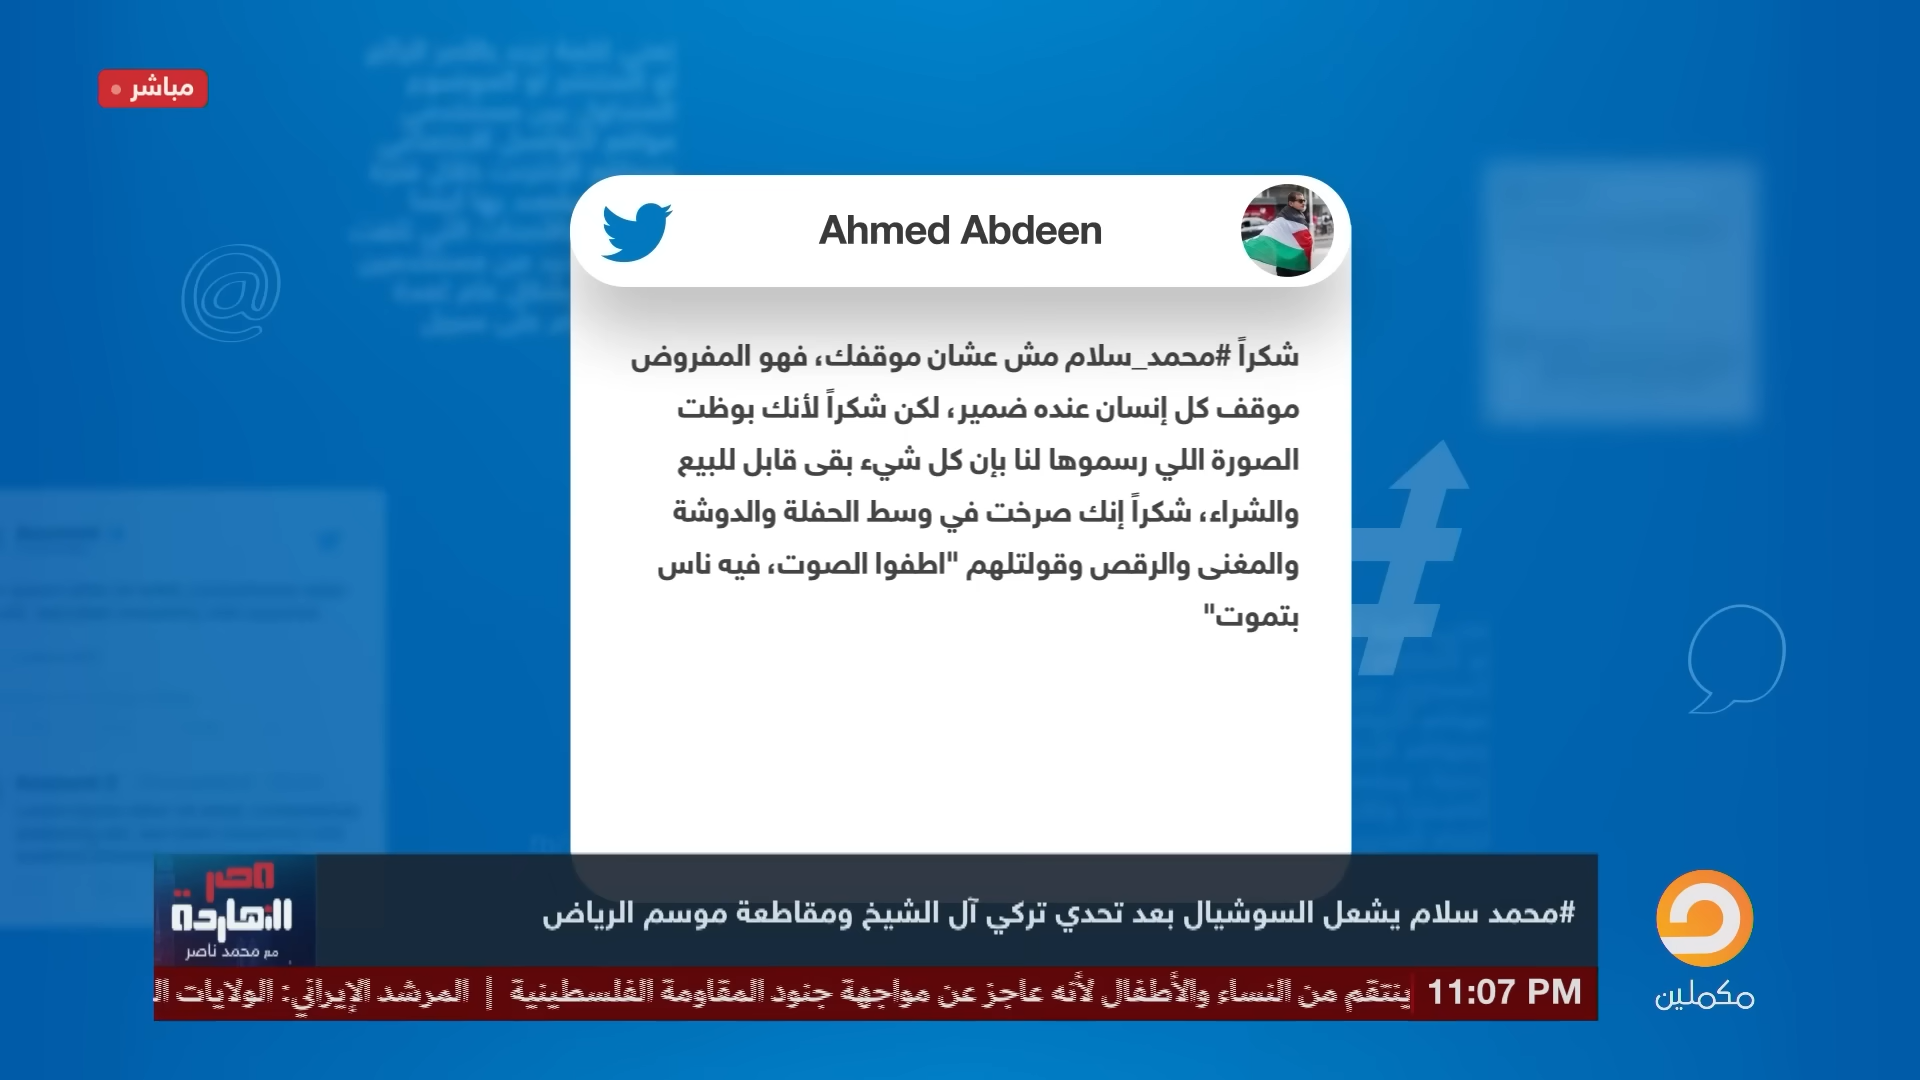 مباشر
Ahmed Abdeen
شكراً #محمد_سلام مش عشان موقفك، فهو المفروض
موقف كل إنسان عنده ضمير، لكن شكراً لأنك بوظت
الصورة اللي رسموها لنا بإن كل شيء بقى قابل للبيع
والشراء، شكراً إنك صرخت في وسط الحفلة والدوشة
والمغنى والرقص وقولتلهم "اطفوا الصوت، فيه ناس
بتموت"
#محمد سلام يشعل السوشيال بعد تحدي تركي آل الشيخ ومقاطعة موسم الرياض
مصر
النهاردة
مع محمد ناصر
11:07 PM
ينتقم من النساء والأطفال لأنه عاجز عن مواجهة جنود المقاومة الفلسطينية | المرشد الإيراني: الولايات
مكملين